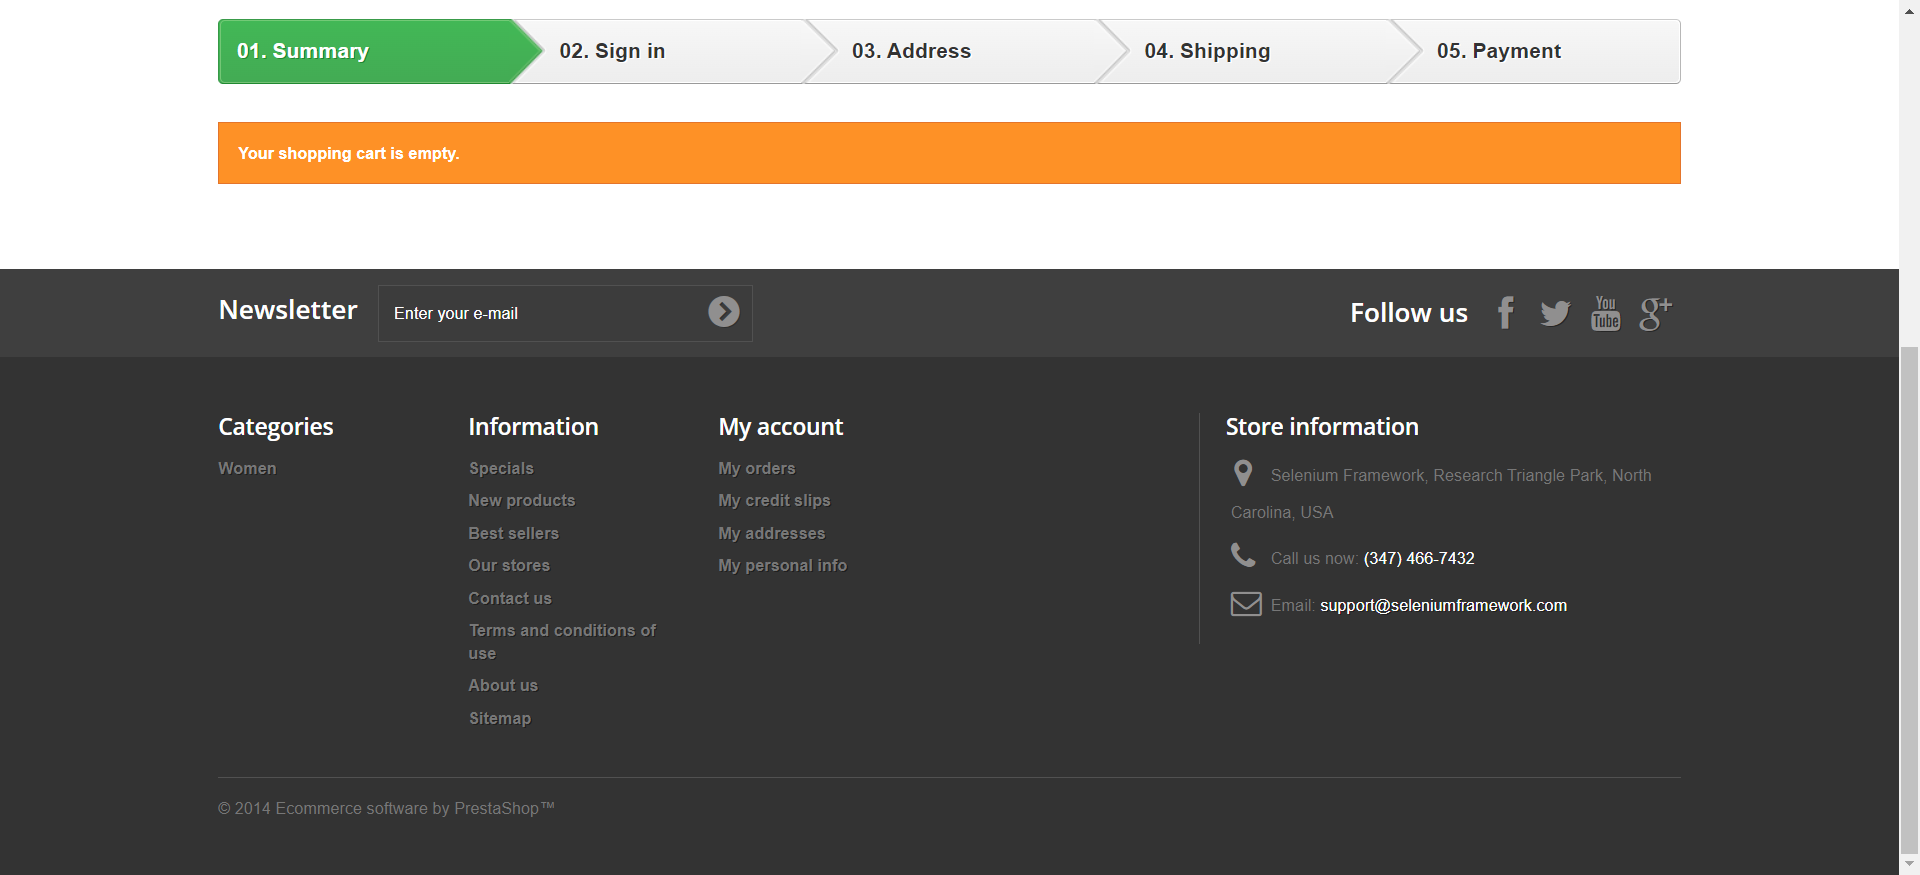 01. Summary
02. Sign in
03. Address
04. Shipping
05. Payment
Your shopping cart is empty.
Newsletter
Enter your e-mail
Follow us
You
Tube
g+
Categories
Women
Information
Specials
New products
Best sellers
Our stores
Contact us
Terms and conditions of
use
About us
Sitemap
My account
My orders
My credit slips
My addresses
My personal info
Store information
Selenium Framework, Research Triangle Park, North
Carolina, USA
Call us now: (347) 466-7432
Email: support@seleniumframework.com
© 2014 Ecommerce software by PrestaShop™